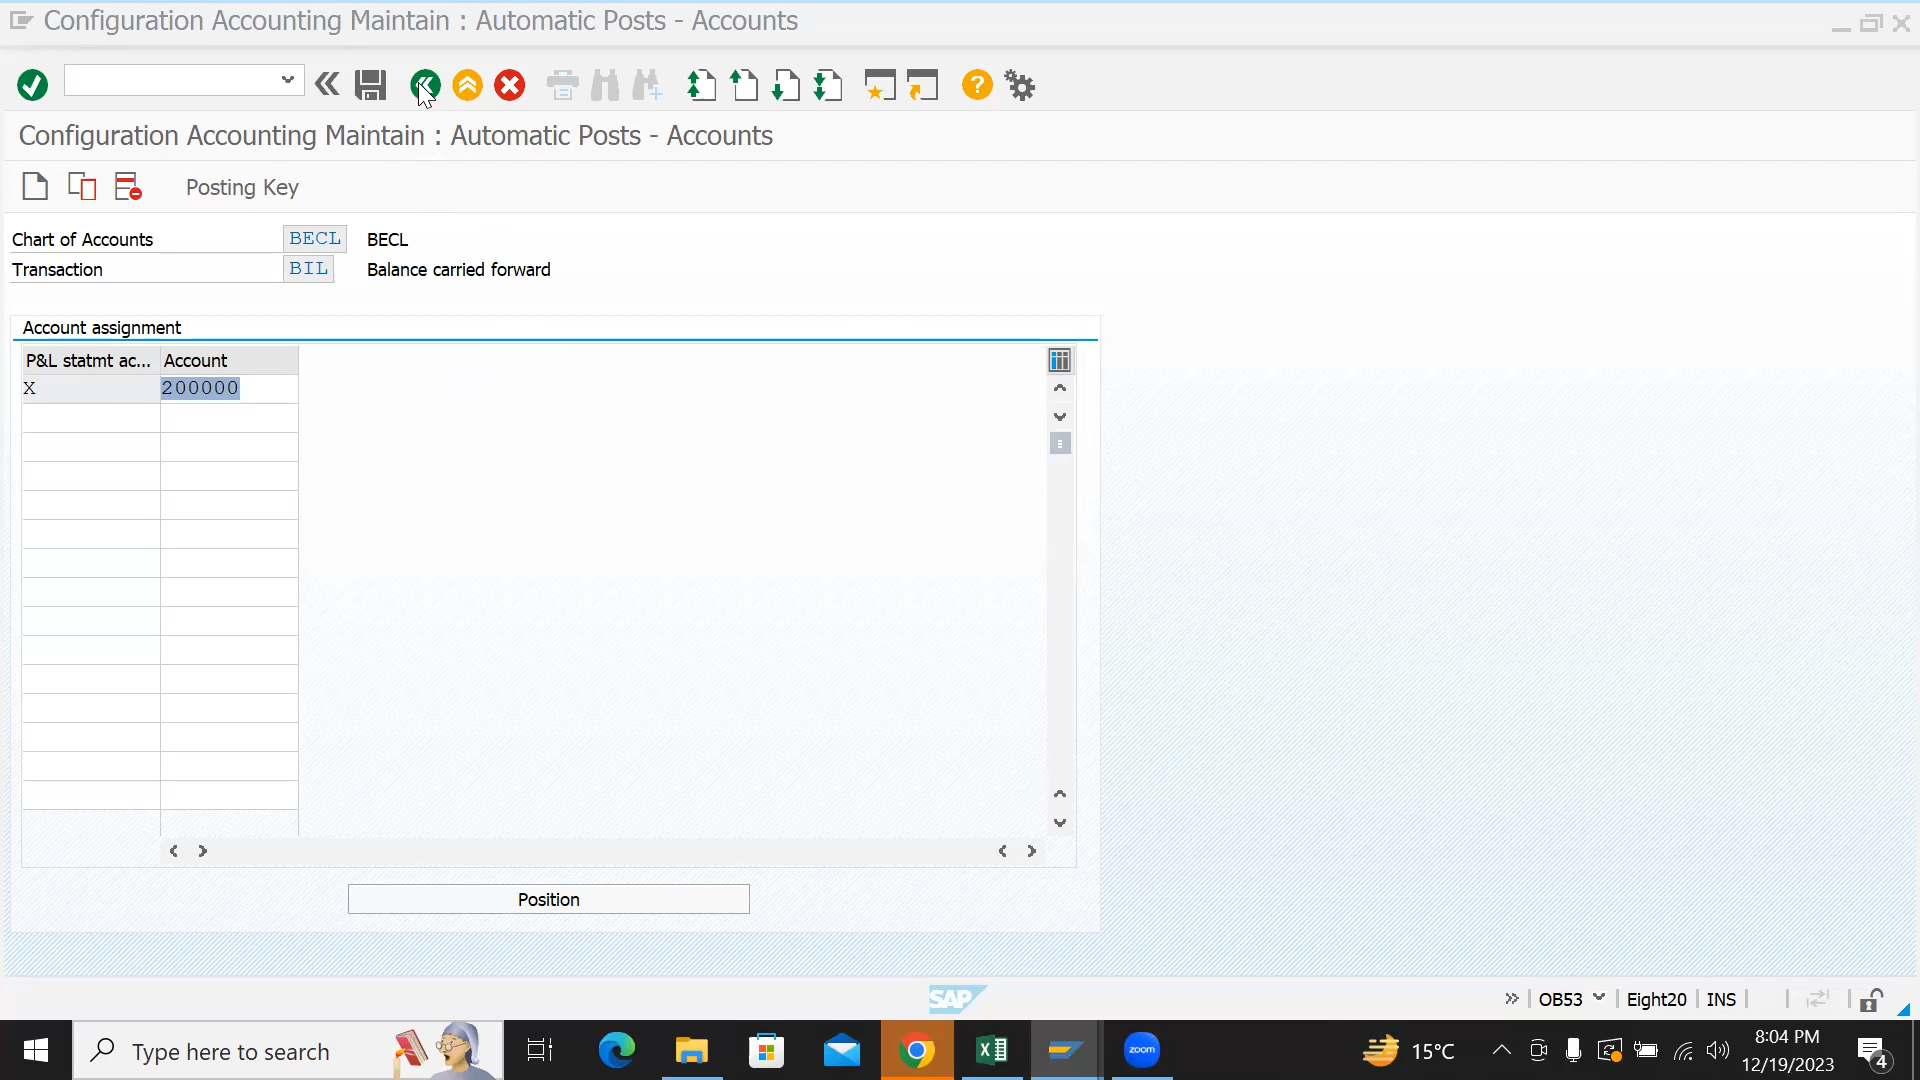 Configuration Accounting Maintain : Automatic Posts - Accounts
Configuration Accounting Maintain : Automatic Posts - Accounts
Posting Key
Chart of Accounts BECL BECL
Transaction BIL Balance carried forward
Account assignment
P&L statmt ac... Account
X 200000
Position
SAP OB53 Eight20 INS
Type here to search
zoom
15°C
8:04 PM
12/19/2023
4